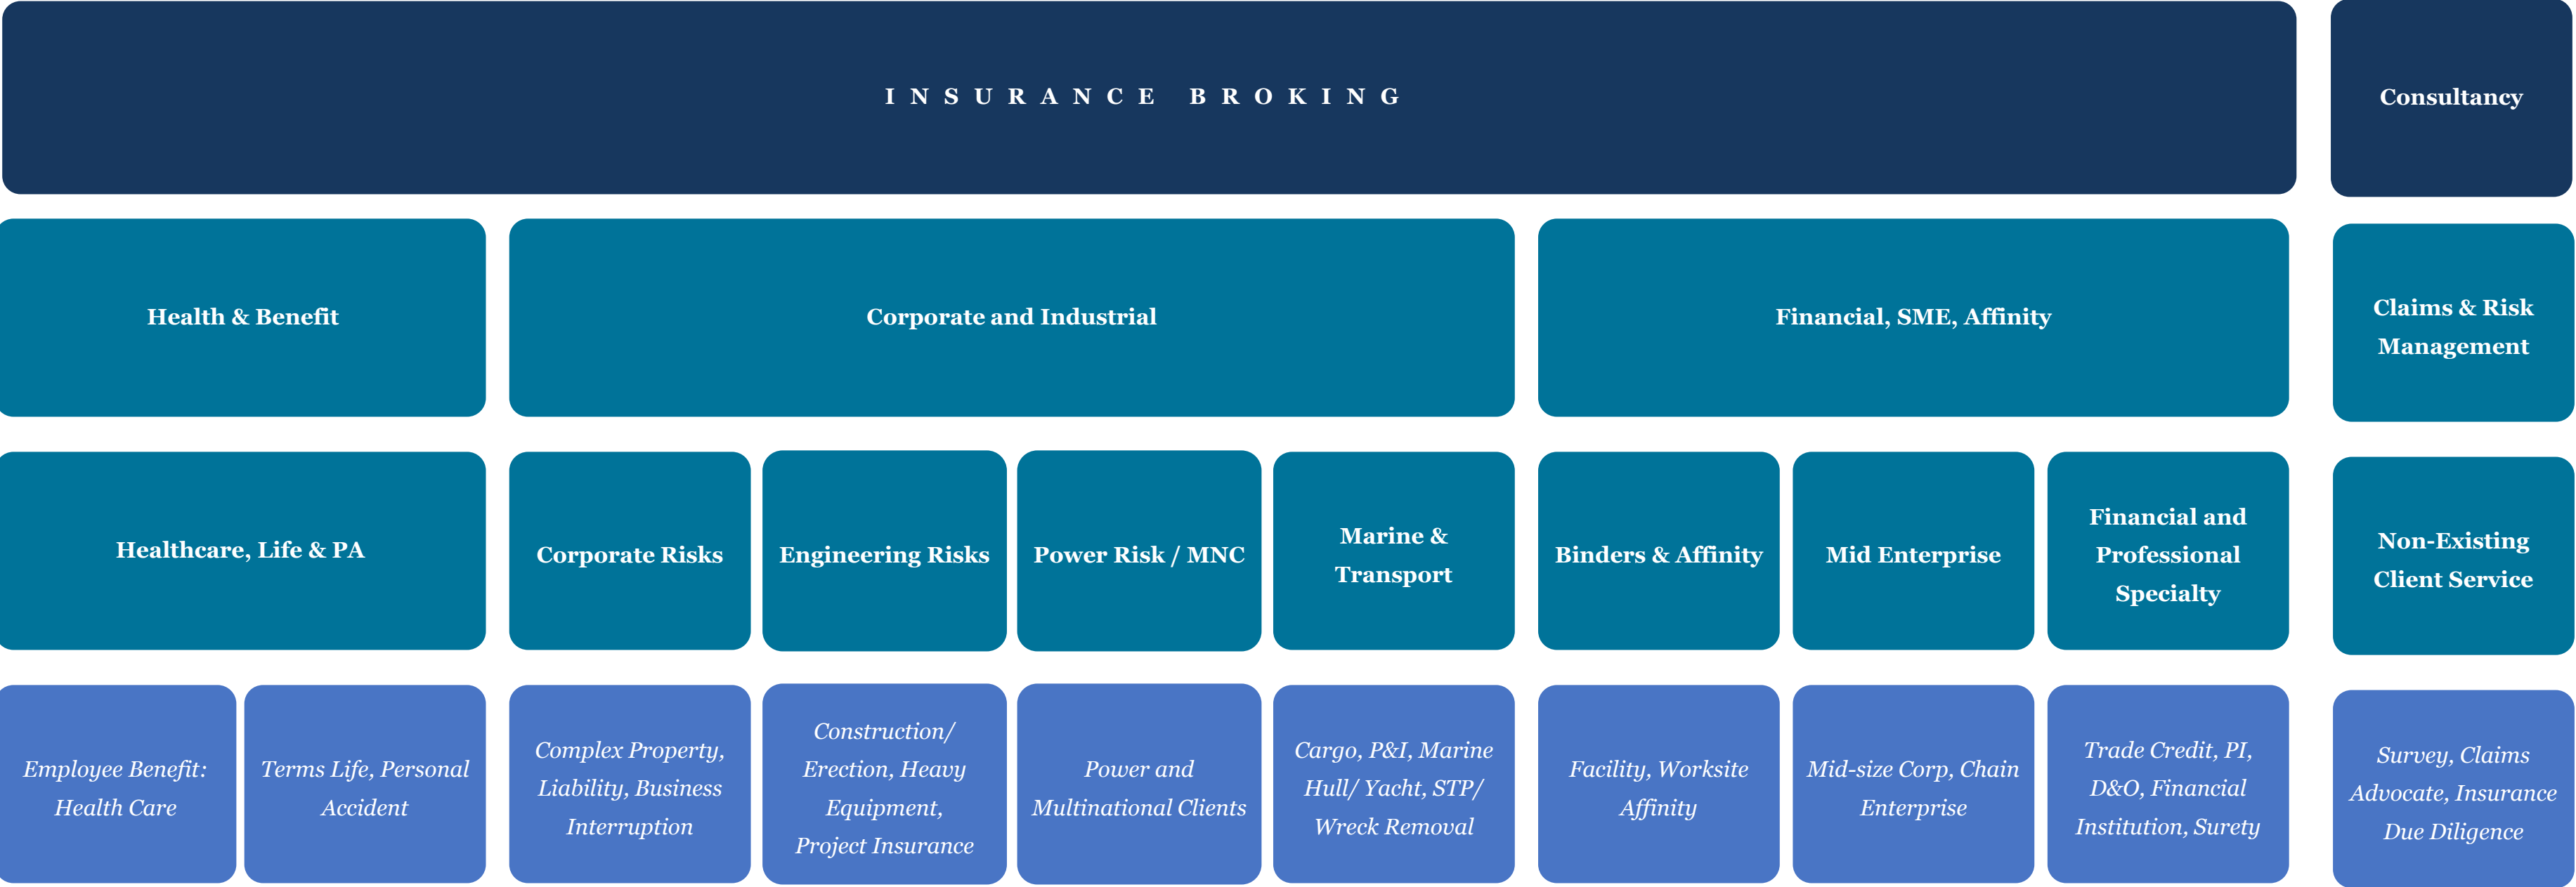 INSURANCE BROKING
Consultancy
Health & Benefit
Corporate and Industrial
Financial, SME, Affinity
Claims & Risk
Management
Healthcare, Life & PA
Corporate Risks
Engineering Risks
Power Risk / MNC
Marine &
Transport
Binders & Affinity
Mid Enterprise
Financial and
Professional
Specialty
Non-Existing
Client Service
Employee Benefit:
Health Care
Terms Life, Personal
Accident
Complex Property,
Liability, Business
Interruption
Construction/
Erection, Heavy
Equipment,
Project Insurance
Power and
Multinational Clients
Cargo, P&I, Marine
Hull/ Yacht, STP/
Wreck Removal
Facility, Worksite
Affinity
Mid-size Corp, Chain
Enterprise
Trade Credit, PI,
D&O, Financial
Institution, Surety
Survey, Claims
Advocate, Insurance
Due Diligence